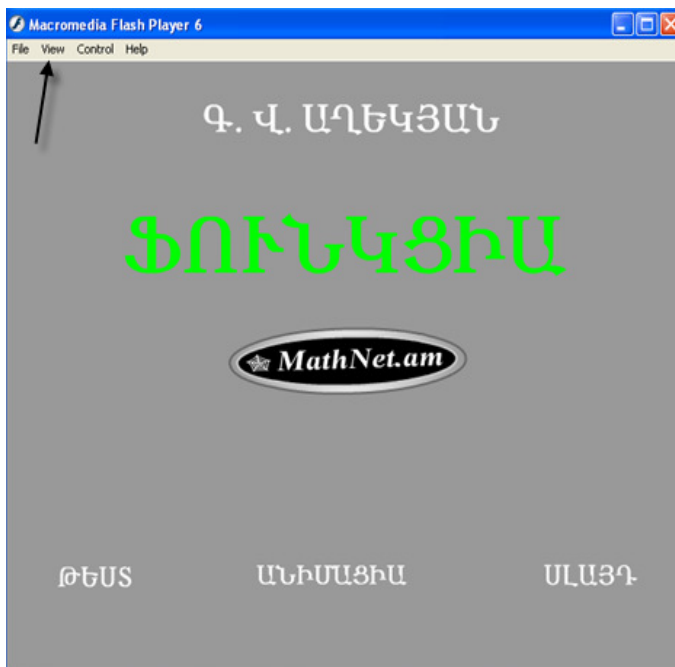 Macromedia Flash Player 6
File View Control Help
Գ. Վ. ԱՂԵԿՅԱՆ
ՖՈՒՆԿՑԻԱ
MathNet.am
ԹԵՍՏ ԱՆԻՄԱՑԻԱ ՍԼԱՅԴ